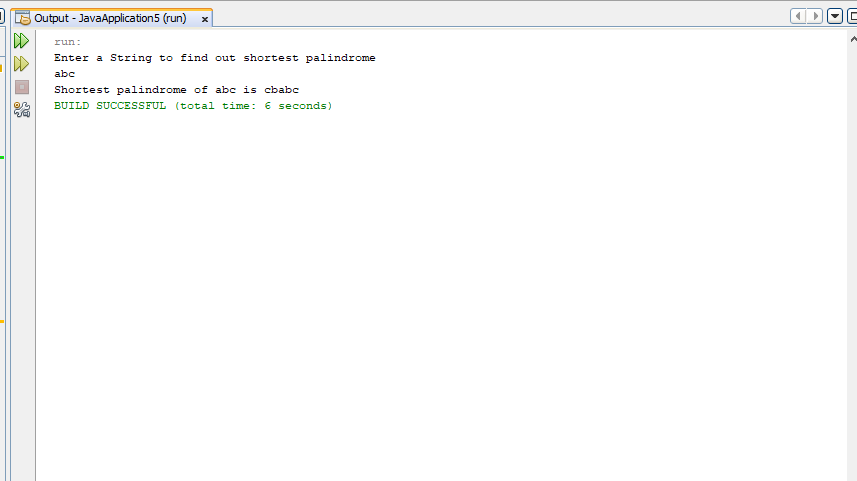 Output - JavaApplication5 (run)
run:
Enter a String to find out shortest palindrome
abc
Shortest palindrome of abc is cbabc
BUILD SUCCESSFUL (total time: 6 seconds)